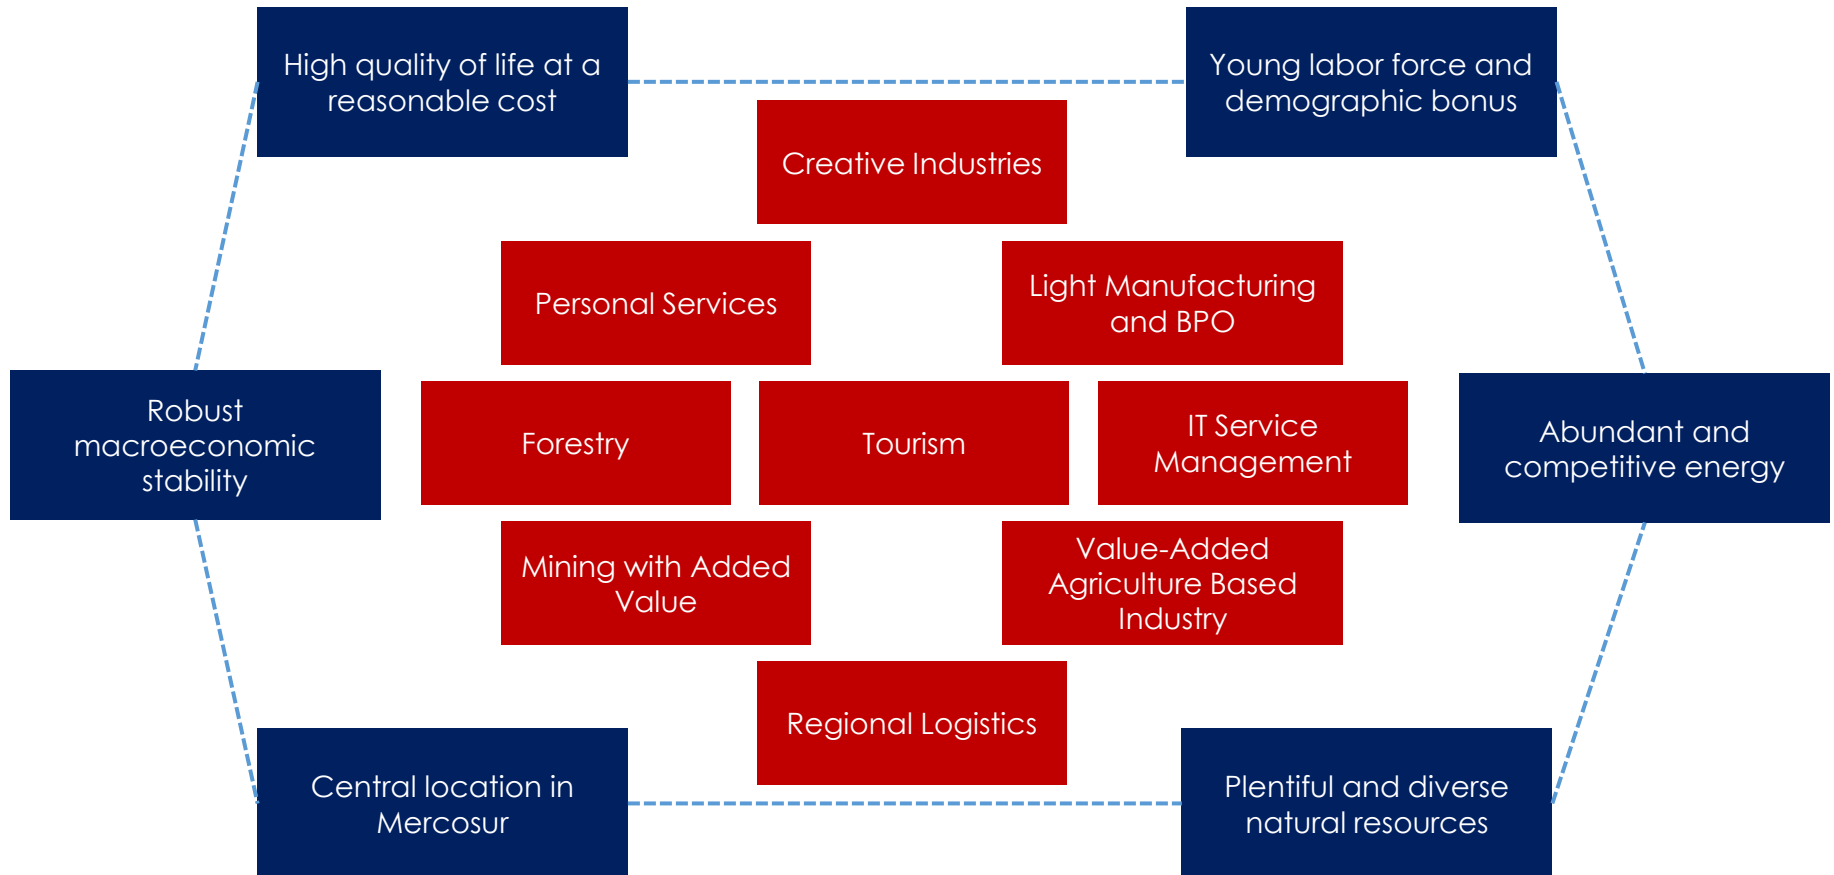 High quality of life at a
reasonable cost
Young labor force and
demographic bonus
Creative Industries
Personal Services
Light Manufacturing
and BPO
Robust
macroeconomic
stability
Forestry
Tourism
IT Service
Management
Abundant and
competitive energy
Mining with Added
Value
Value-Added
Agriculture Based
Industry
Regional Logistics
Central location in
Mercosur
Plentiful and diverse
natural resources